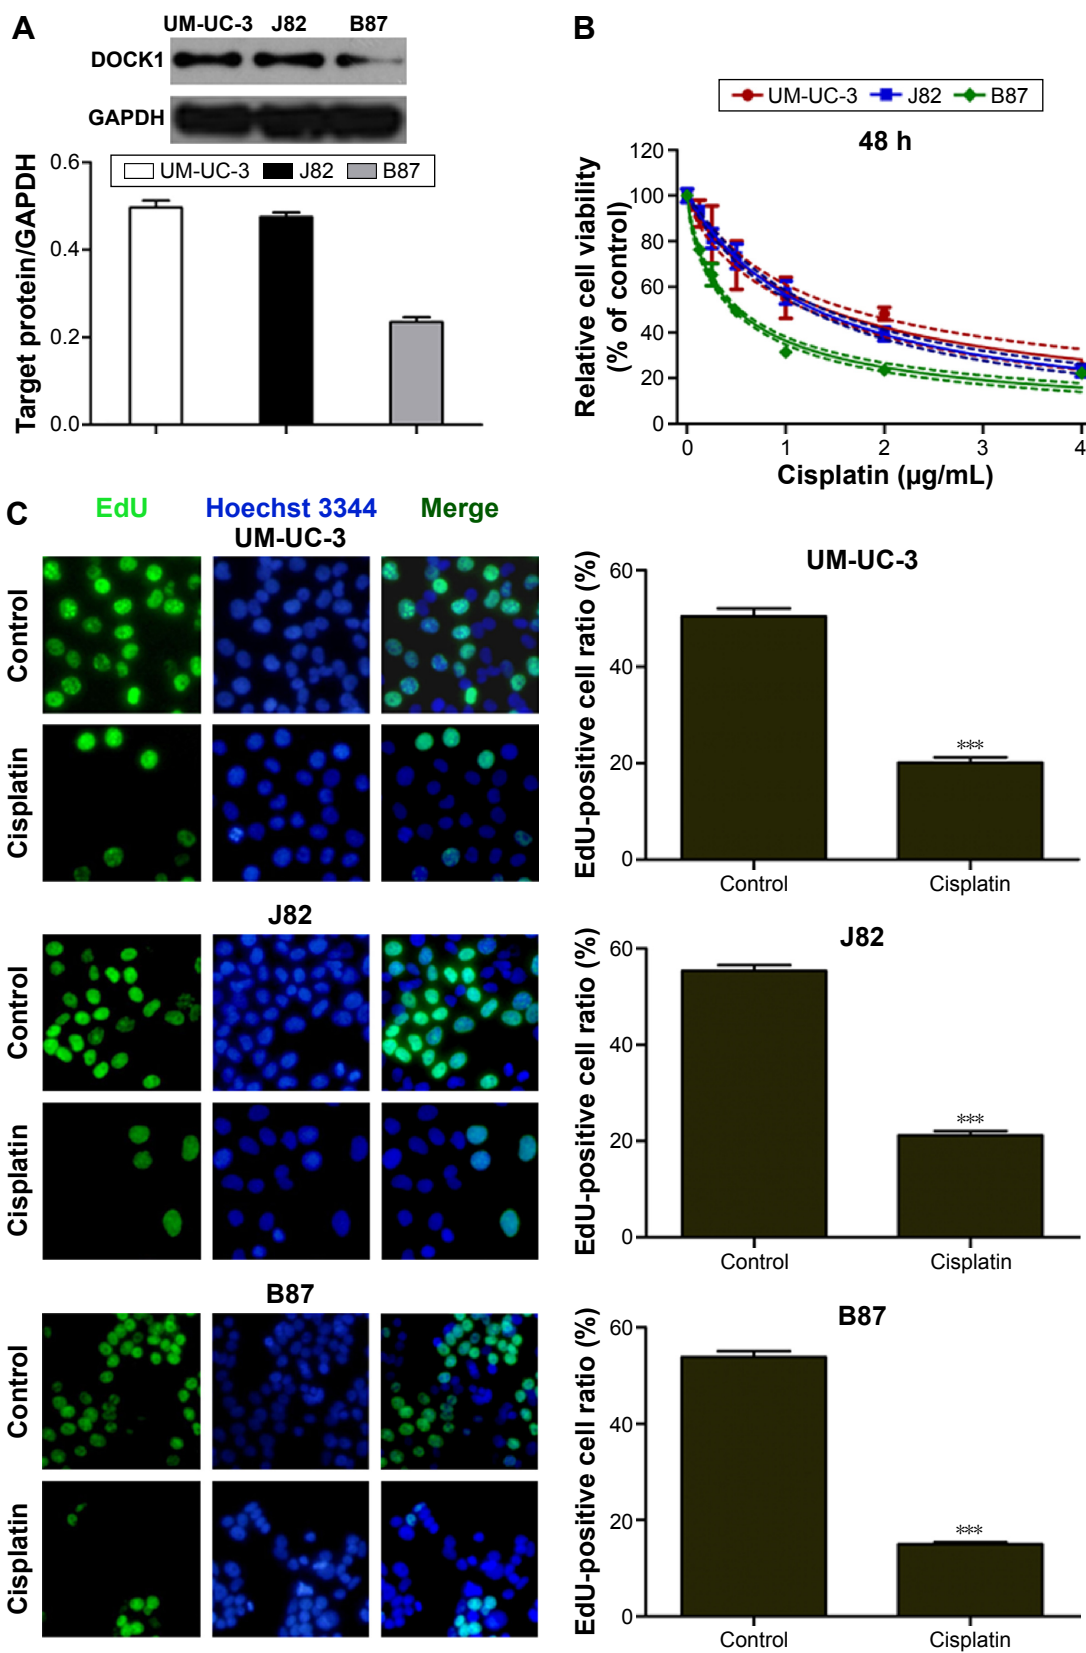 A
UM-UC-3 J82 B87
DOCK1
GAPDH
Target protein/GAPDH
0.6
0.4
0.2
0.0
UM-UC-3 J82 B87
B
UM-UC-3 J82 B87
48 h
Relative cell viability
(% of control)
120
100
80
60
40
20
0
0 1 2 3 4
Cisplatin (µg/mL)
C
EdU Hoechst 3344 Merge
UM-UC-3
Control
Cisplatin
UM-UC-3
EdU-positive cell ratio (%)
60
40
20
0
***
Control Cisplatin
J82
Control
Cisplatin
J82
EdU-positive cell ratio (%)
60
40
20
0
***
Control Cisplatin
B87
Control
Cisplatin
B87
EdU-positive cell ratio (%)
60
40
20
0
***
Control Cisplatin